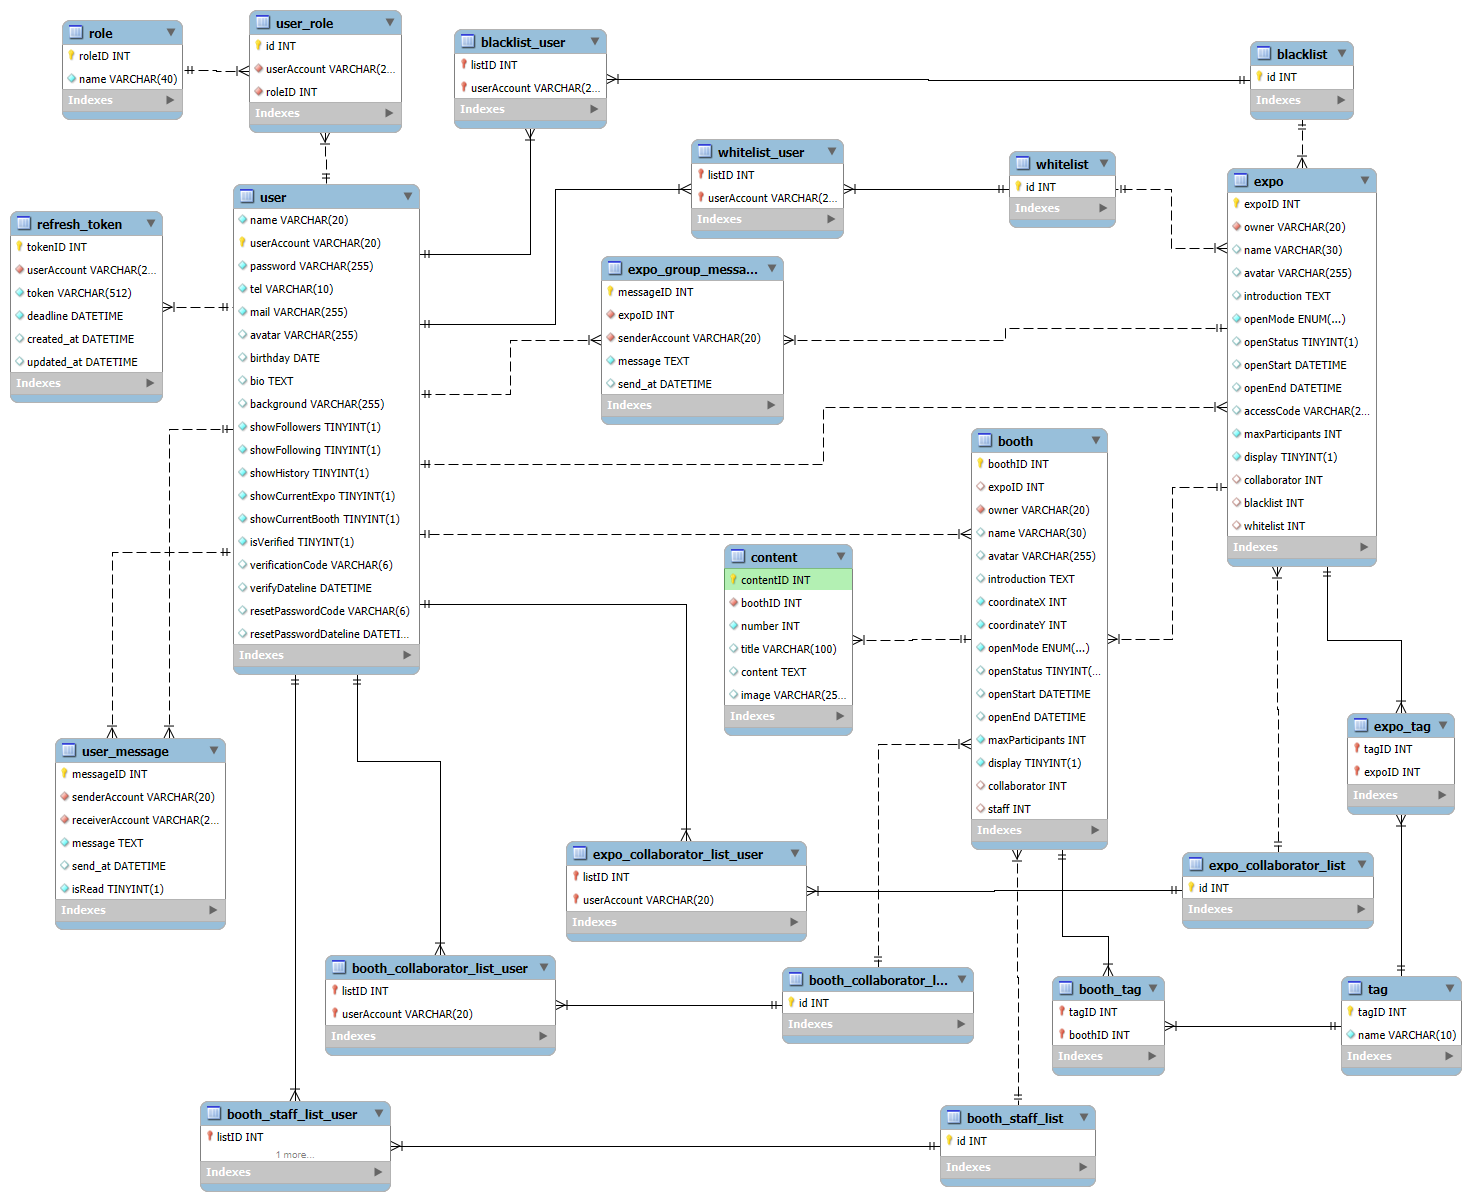 role
roleID INT
name VARCHAR(40)
Indexes
user_role
id INT
userAccount VARCHAR(2...
roleID INT
Indexes
blacklist_user
listID INT
userAccount VARCHAR(2...
Indexes
blacklist
id INT
Indexes
whitelist_user
listID INT
userAccount VARCHAR(2...
Indexes
whitelist
id INT
Indexes
refresh_token
tokenID INT
userAccount VARCHAR(2...
token VARCHAR(512)
deadline DATETIME
created_at DATETIME
updated_at DATETIME
Indexes
user
name VARCHAR(20)
userAccount VARCHAR(20)
password VARCHAR(255)
tel VARCHAR(10)
mail VARCHAR(255)
avatar VARCHAR(255)
birthday DATE
bio TEXT
background VARCHAR(255)
showFollowers TINYINT(1)
showFollowing TINYINT(1)
showHistory TINYINT(1)
showCurrentExpo TINYINT(1)
showCurrentBooth TINYINT(1)
isVerified TINYINT(1)
verificationCode VARCHAR(6)
verifyDateline DATETIME
resetPasswordCode VARCHAR(6)
resetPasswordDateline DATETI...
Indexes
expo_group_messa...
messageID INT
expoID INT
senderAccount VARCHAR(20)
message TEXT
send_at DATETIME
Indexes
expo
expoID INT
owner VARCHAR(20)
name VARCHAR(30)
avatar VARCHAR(255)
introduction TEXT
openMode ENUM(...)
openStatus TINYINT(1)
openStart DATETIME
openEnd DATETIME
accessCode VARCHAR(2...
maxParticipants INT
display TINYINT(1)
collaborator INT
blacklist INT
whitelist INT
Indexes
booth
boothID INT
expoID INT
owner VARCHAR(20)
name VARCHAR(30)
avatar VARCHAR(255)
introduction TEXT
coordinateX INT
coordinateY INT
openMode ENUM(...)
openStatus TINYINT(...
openStart DATETIME
openEnd DATETIME
maxParticipants INT
display TINYINT(1)
collaborator INT
staff INT
Indexes
content
contentID INT
boothID INT
number INT
title VARCHAR(100)
content TEXT
image VARCHAR(25...
Indexes
user_message
messageID INT
senderAccount VARCHAR(20)
receiverAccount VARCHAR(2...
message TEXT
send_at DATETIME
isRead TINYINT(1)
Indexes
expo_tag
tagID INT
expoID INT
Indexes
expo_collaborator_list_user
listID INT
userAccount VARCHAR(20)
Indexes
expo_collaborator_list
id INT
Indexes
booth_collaborator_list_user
listID INT
userAccount VARCHAR(20)
Indexes
booth_collaborator_l...
id INT
Indexes
booth_tag
tagID INT
boothID INT
Indexes
tag
tagID INT
name VARCHAR(10)
Indexes
booth_staff_list_user
listID INT
1 more...
Indexes
booth_staff_list
id INT
Indexes